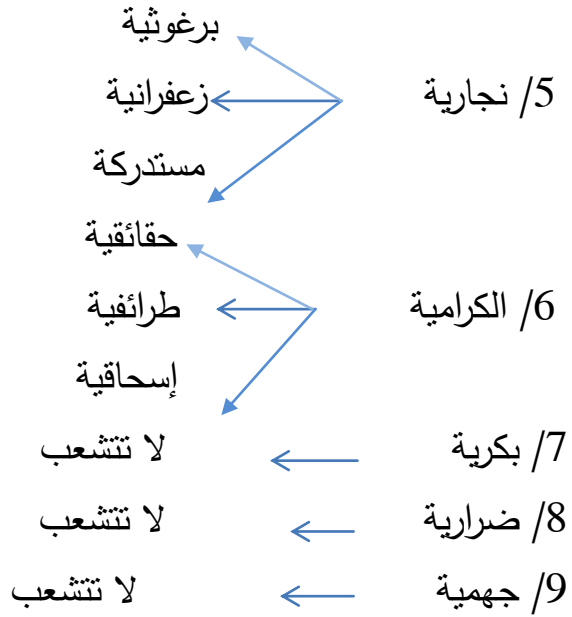 برغوثية
5/ نجارية
زعفرانية
مستدركة
حقائقية
6/ الكرامية
طرائفية
إسحاقية
7/ بكرية لا تتشعب
8/ ضرارية لا تتشعب
9/ جهمية لا تتشعب